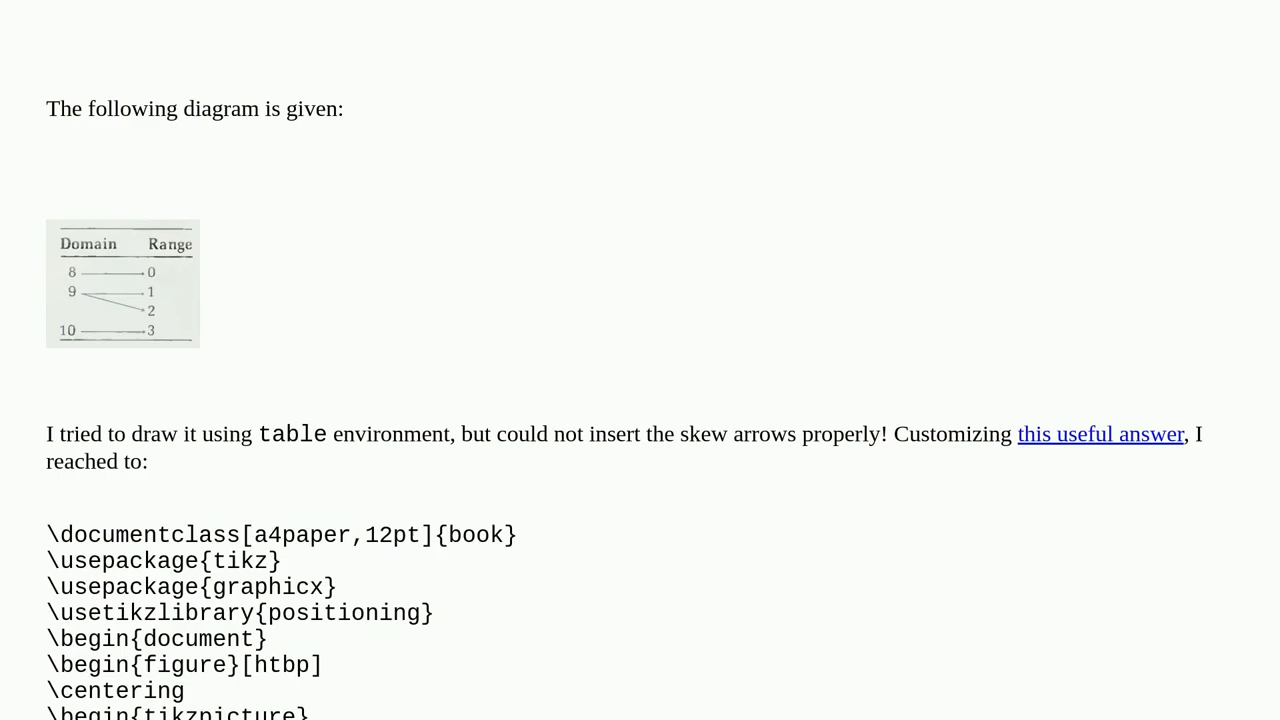 The following diagram is given:
Domain Range
8 0
9 1
2
10 3
I tried to draw it using table environment, but could not insert the skew arrows properly! Customizing this useful answer, I
reached to:
\documentclass[a4paper,12pt]{book}
\usepackage{tikz}
\usepackage{graphicx}
\usetikzlibrary{positioning}
\begin{document}
\begin{figure}[htbp]
\centering
\begin{tikzpicture}